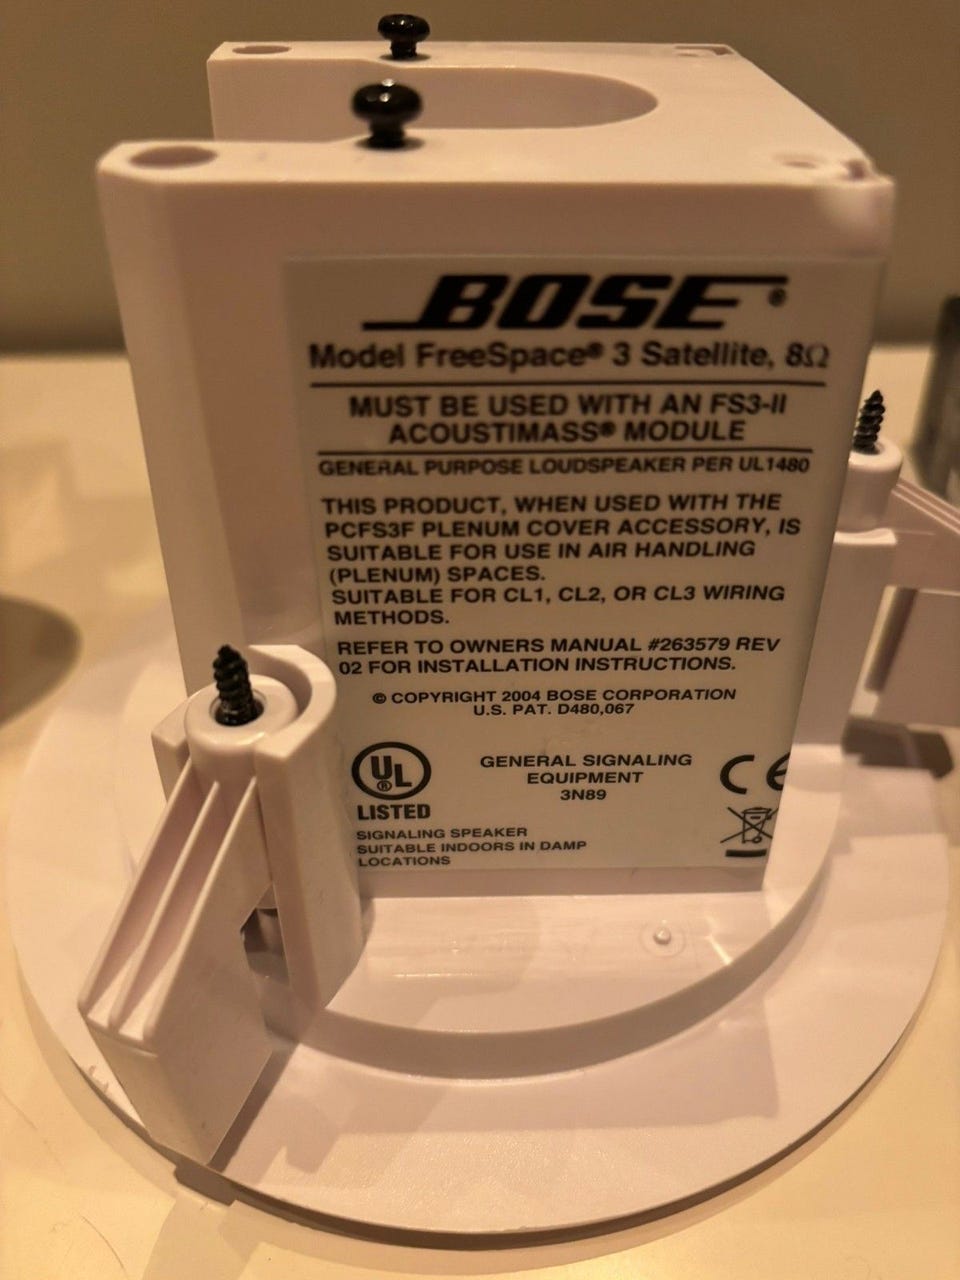 BOSE®
Model FreeSpace® 3 Satellite, 8Ω
MUST BE USED WITH AN FS3-II
ACOUSTIMASS® MODULE
GENERAL PURPOSE LOUDSPEAKER PER UL1480
THIS PRODUCT, WHEN USED WITH THE
PCFS3F PLENUM COVER ACCESSORY, IS
SUITABLE FOR USE IN AIR HANDLING
(PLENUM) SPACES.
SUITABLE FOR CL1, CL2, OR CL3 WIRING
METHODS.
REFER TO OWNERS MANUAL #263579 REV
02 FOR INSTALLATION INSTRUCTIONS.
© COPYRIGHT 2004 BOSE CORPORATION
U.S. PAT. D480,067
UL®
LISTED
GENERAL SIGNALING
EQUIPMENT
3N89
CE
SIGNALING SPEAKER
SUITABLE INDOORS IN DAMP
LOCATIONS